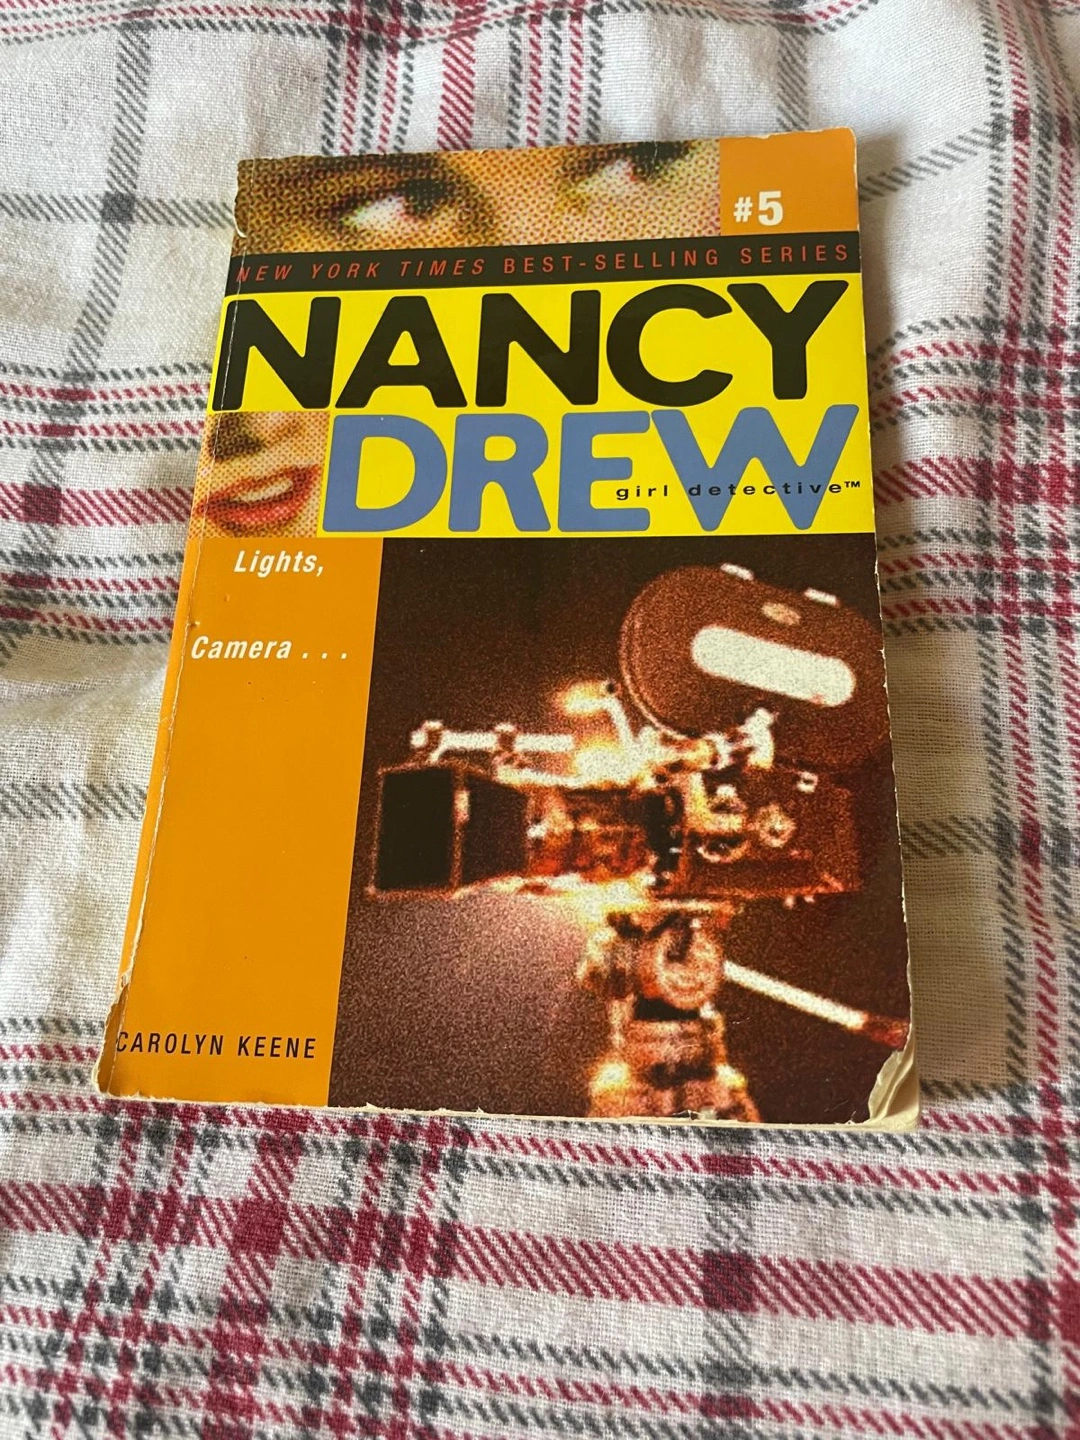 #5
NEW YORK TIMES BEST-SELLING SERIES
NANCY
DREW
girl detective™
Lights,
Camera . . .
CAROLYN KEENE